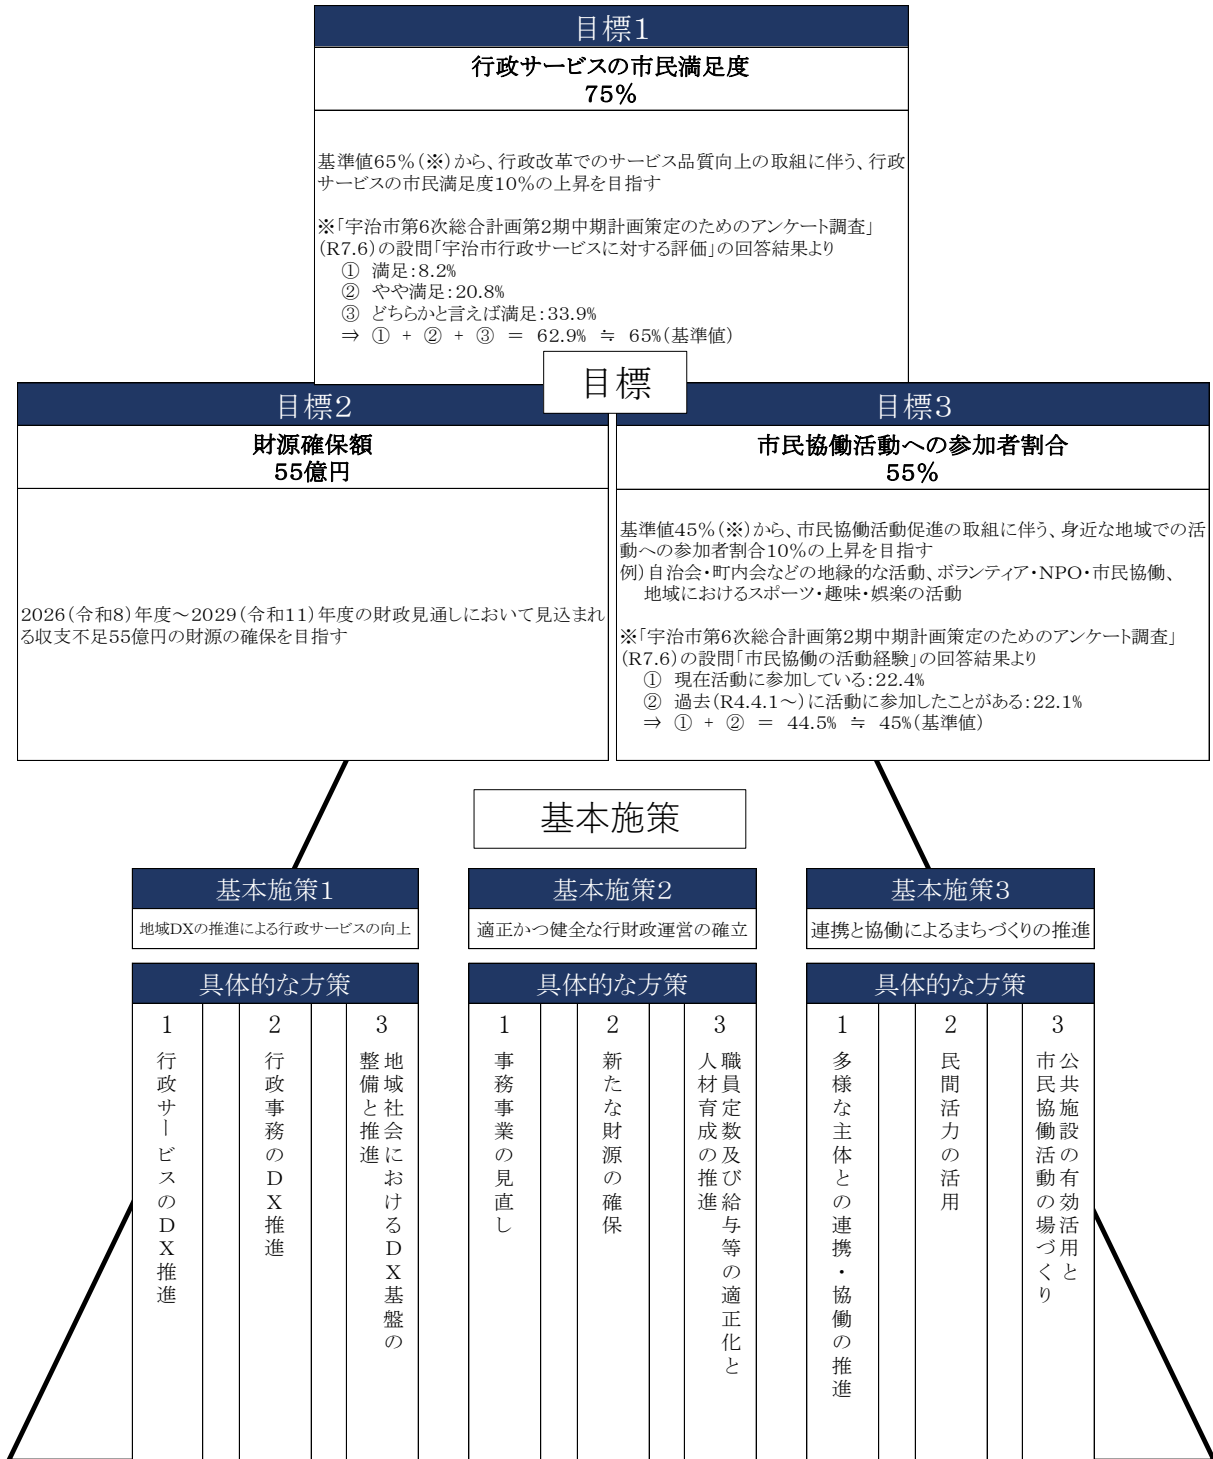 目標1
行政サービスの市民満足度
75%
基準値65%(※)から、行政改革でのサービス品質向上の取組に伴う、行政
サービスの市民満足度10%の上昇を目指す
※「宇治市第6次総合計画第2期中期計画策定のためのアンケート調査」
(R7.6)の設問「宇治市行政サービスに対する評価」の回答結果より
① 満足:8.2%
② やや満足:20.8%
③ どちらかと言えば満足:33.9%
⇒ ① + ② + ③ = 62.9% ≒ 65%(基準値)
目標
目標2
財源確保額
55億円
2026(令和8)年度～2029(令和11)年度の財政見通しにおいて見込まれ
る収支不足55億円の財源の確保を目指す
目標3
市民協働活動への参加者割合
55%
基準値45%(※)から、市民協働活動促進の取組に伴う、身近な地域での活
動への参加者割合10%の上昇を目指す
例)自治会・町内会などの地縁的な活動、ボランティア・NPO・市民協働、
地域におけるスポーツ・趣味・娯楽の活動
※「宇治市第6次総合計画第2期中期計画策定のためのアンケート調査」
(R7.6)の設問「市民協働の活動経験」の回答結果より
① 現在活動に参加している:22.4%
② 過去(R4.4.1～)に活動に参加したことがある:22.1%
⇒ ① + ② = 44.5% ≒ 45%(基準値)
基本施策
基本施策1
地域DXの推進による行政サービスの向上
具体的な方策
1
行政サービスのDX推進
2
行政事務のDX推進
3
地域社会におけるDX基盤の
整備と推進
基本施策2
適正かつ健全な行財政運営の確立
具体的な方策
1
事務事業の見直し
2
新たな財源の確保
3
職員定数及び給与等の適正化と
人材育成の推進
基本施策3
連携と協働によるまちづくりの推進
具体的な方策
1
多様な主体との連携・協働の推進
2
民間活力の活用
3
公共施設の有効活用と
市民協働活動の場づくり